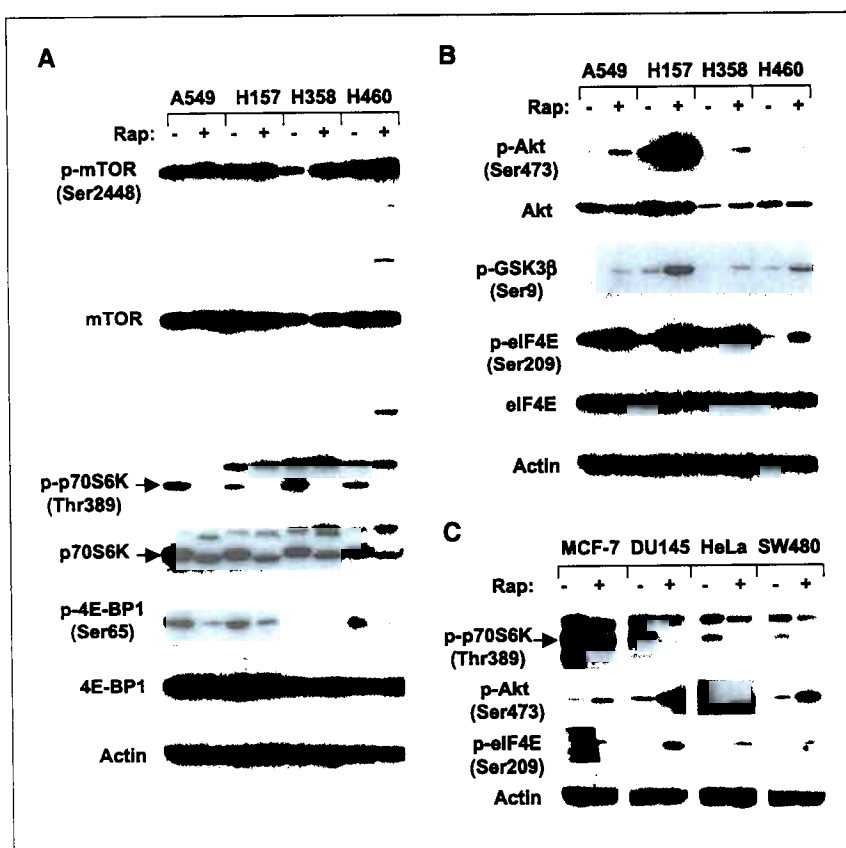 A
A549 H157 H358 H460
Rap: - + - + - + - +
p-mTOR
(Ser2448)
mTOR
p-p70S6K
(Thr389)
p70S6K
p-4E-BP1
(Ser65)
4E-BP1
Actin
B
A549 H157 H358 H460
Rap: - + - + - + - +
p-Akt
(Ser473)
Akt
p-GSK3β
(Ser9)
p-eIF4E
(Ser209)
eIF4E
Actin
C
MCF-7 DU145 HeLa SW480
Rap: - + - + - + - +
p-p70S6K
(Thr389)
p-Akt
(Ser473)
p-eIF4E
(Ser209)
Actin